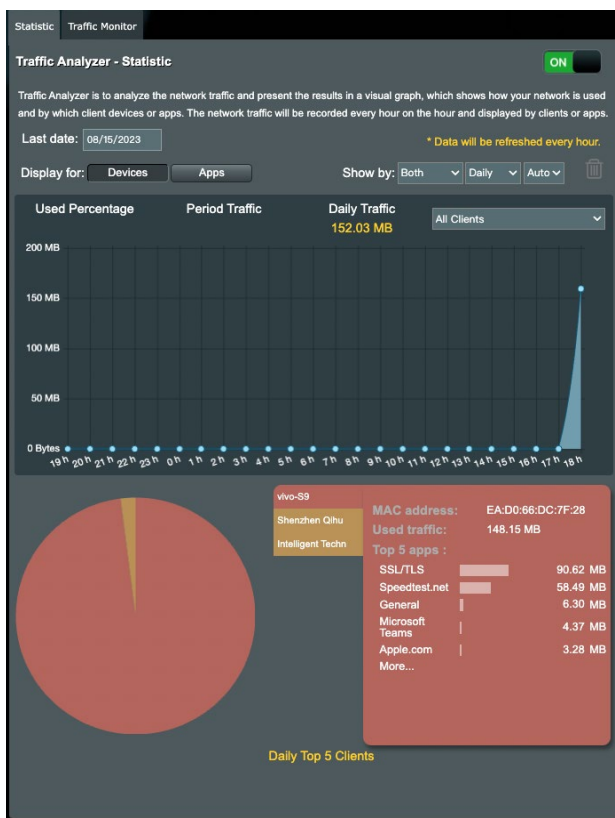 Statistic Traffic Monitor
Traffic Analyzer - Statistic
ON
Traffic Analyzer is to analyze the network traffic and present the results in a visual graph, which shows how your network is used
and by which client devices or apps. The network traffic will be recorded every hour on the hour and displayed by clients or apps.
Last date: 08/15/2023
* Data will be refreshed every hour.
Display for: Devices Apps Show by: Both Daily Auto
Used Percentage Period Traffic Daily Traffic
152.03 MB
All Clients
200 MB
150 MB
100 MB
50 MB
0 Bytes
19 h 20 h 21 h 22 h 23 h 0 h 1 h 2 h 3 h 4 h 5 h 6 h 7 h 8 h 9 h 10 h 11 h 12 h 13 h 14 h 15 h 16 h 17 h 18 h
vivo-S9
Shenzhen Qihu
Intelligent Techn
MAC address: EA:D0:66:DC:7F:28
Used traffic: 148.15 MB
Top 5 apps :
SSL/TLS 90.62 MB
Speedtest.net 58.49 MB
General 6.30 MB
Microsoft
Teams 4.37 MB
Apple.com 3.28 MB
More...
Daily Top 5 Clients